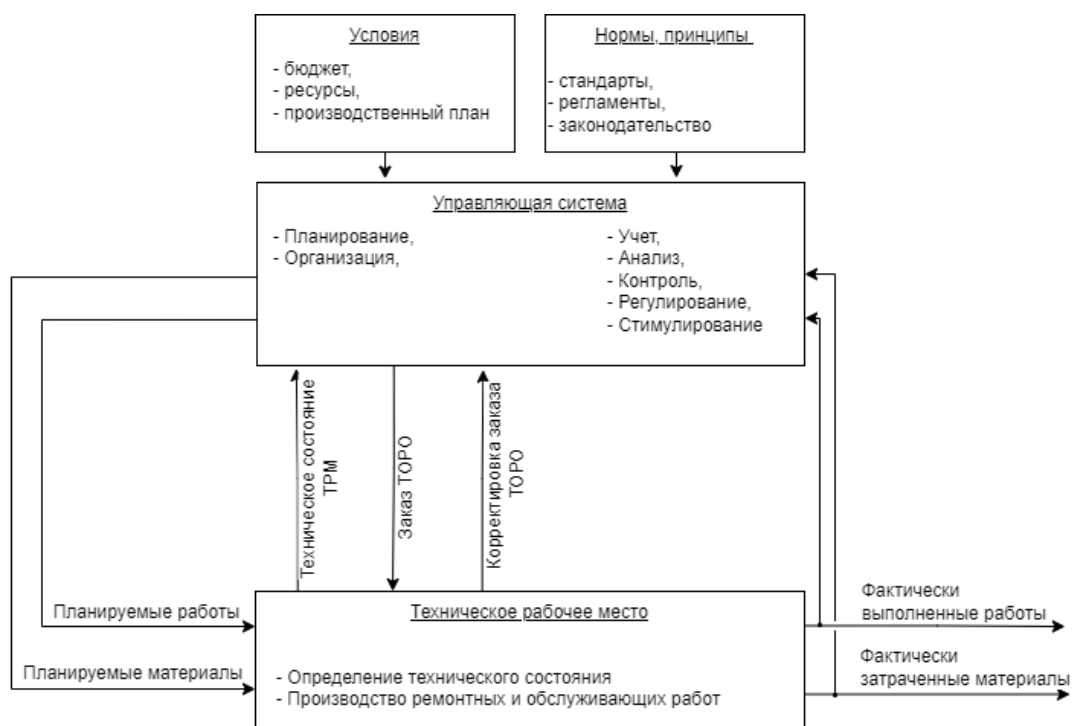 Условия
- бюджет,
- ресурсы,
- производственный план
Нормы, принципы
- стандарты,
- регламенты,
- законодательство
Управляющая система
- Планирование,
- Организация,
- Учет,
- Анализ,
- Контроль,
- Регулирование,
- Стимулирование
Техническое состояние
ТРМ
Заказ ТОРО
Корректировка заказа
ТОРО
Планируемые работы
Планируемые материалы
Техническое рабочее место
- Определение технического состояния
- Производство ремонтных и обслуживающих работ
Фактически
выполненные работы
Фактически
затраченные материалы